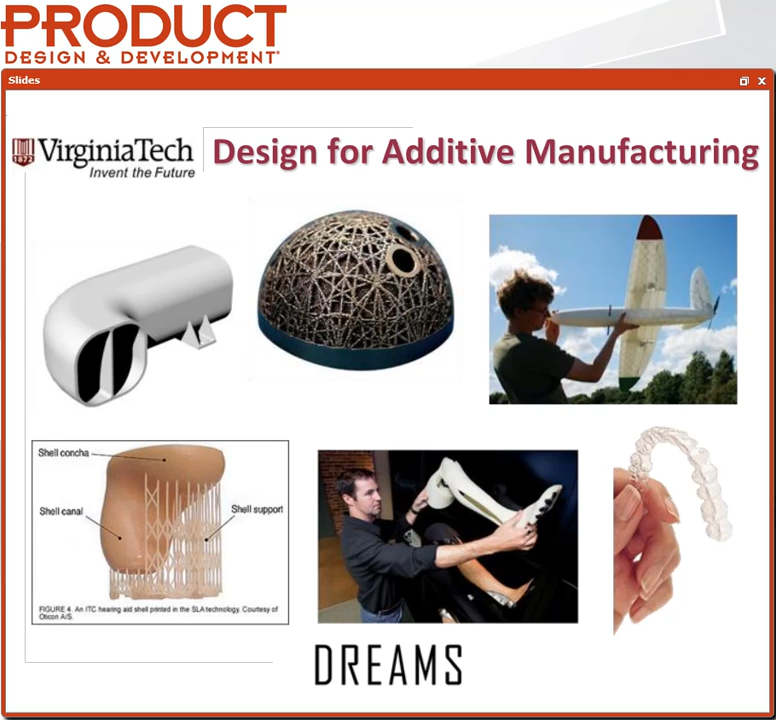 PRODUCT
DESIGN & DEVELOPMENT
Slides
1872
VirginiaTech
Invent the Future
Design for Additive Manufacturing
Shell concha
Shell canal
Shell support
FIGURE 4. An ITC hearing aid shell printed in the SLA technology. Courtesy of
Oticon A/S.
DREAMS